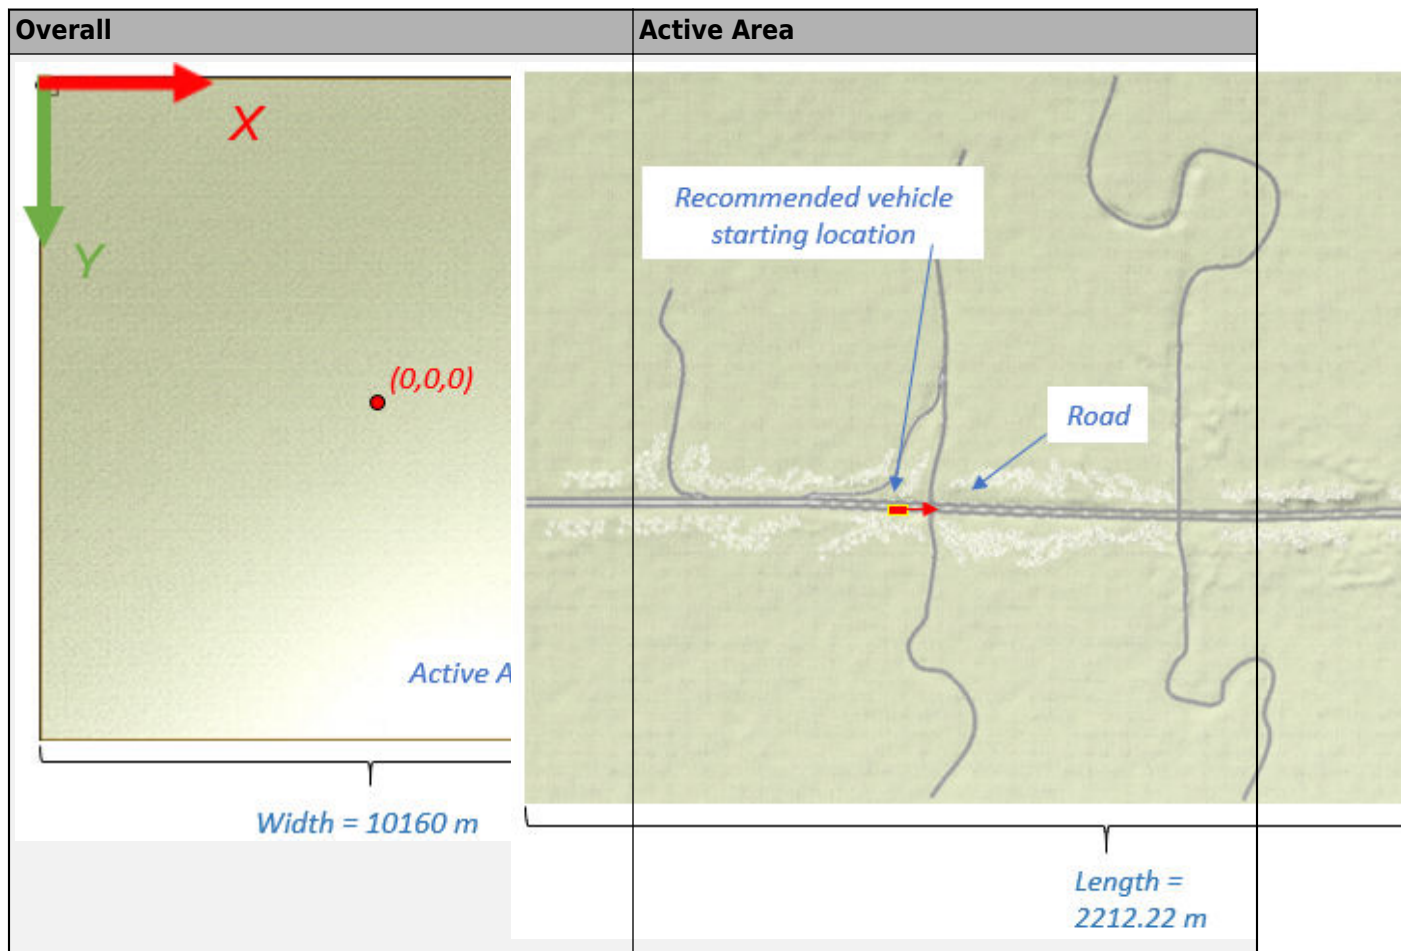 Overall
Active Area
X
Y
(0,0,0)
Active A
Width = 10160 m
Recommended vehicle
starting location
Road
Length =
2212.22 m